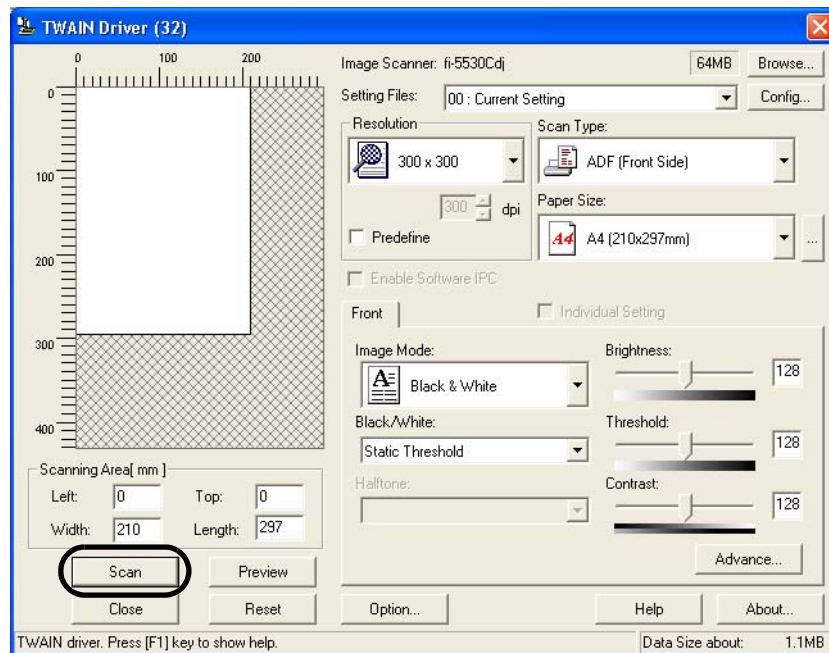 TWAIN Driver (32)
0 100 200
0
100
200
300
400
Image Scanner: fi-5530Cdj
64MB
Browse...
Setting Files:
00 : Current Setting
Config...
Resolution
300 x 300
300 dpi
Predefine
Scan Type:
ADF (Front Side)
Paper Size:
A4
A4 (210x297mm)
...
Enable Software IPC
Front
Individual Setting
Image Mode:
A
Black & White
Black/White:
Static Threshold
Halftone:
Brightness:
128
Threshold:
128
Contrast:
128
Advance...
Scanning Area[ mm ]
Left: 0 Top: 0
Width: 210 Length: 297
Scan Preview
Close Reset Option... Help About...
TWAIN driver. Press [F1] key to show help. Data Size about: 1.1MB